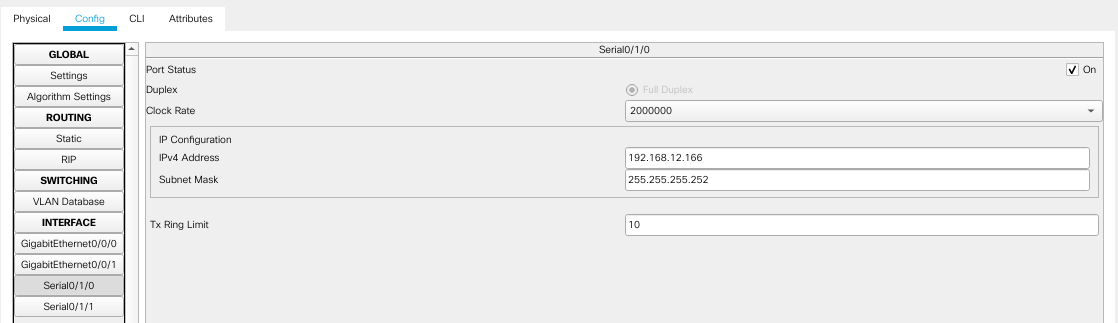 Physical Config CLI Attributes
GLOBAL
Settings
Algorithm Settings
ROUTING
Static
RIP
SWITCHING
VLAN Database
INTERFACE
GigabitEthernet0/0/0
GigabitEthernet0/0/1
Serial0/1/0
Serial0/1/1
Serial0/1/0
Port Status On
Duplex Full Duplex
Clock Rate 2000000
IP Configuration
IPv4 Address 192.168.12.166
Subnet Mask 255.255.255.252
Tx Ring Limit 10